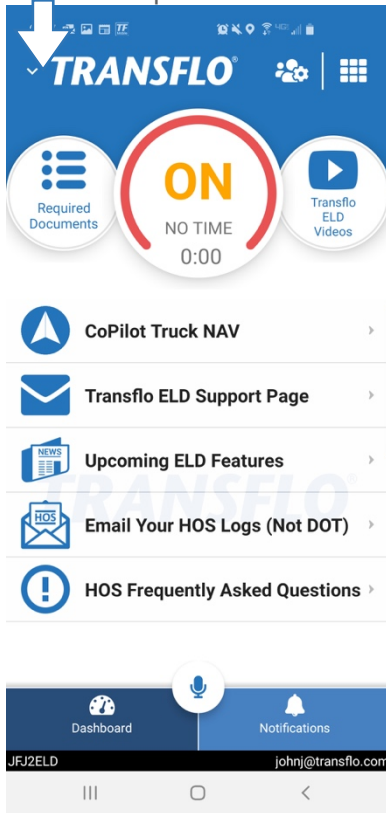 TF
4G
TRANSFLO®
Required
Documents
ON
NO TIME
0:00
Transflo
ELD
Videos
CoPilot Truck NAV
Transflo ELD Support Page
NEWS
Upcoming ELD Features
TRANSFLO®
HOS
Email Your HOS Logs (Not DOT)
HOS Frequently Asked Questions
Dashboard
Notifications
JFJ2ELD
johnj@transflo.com